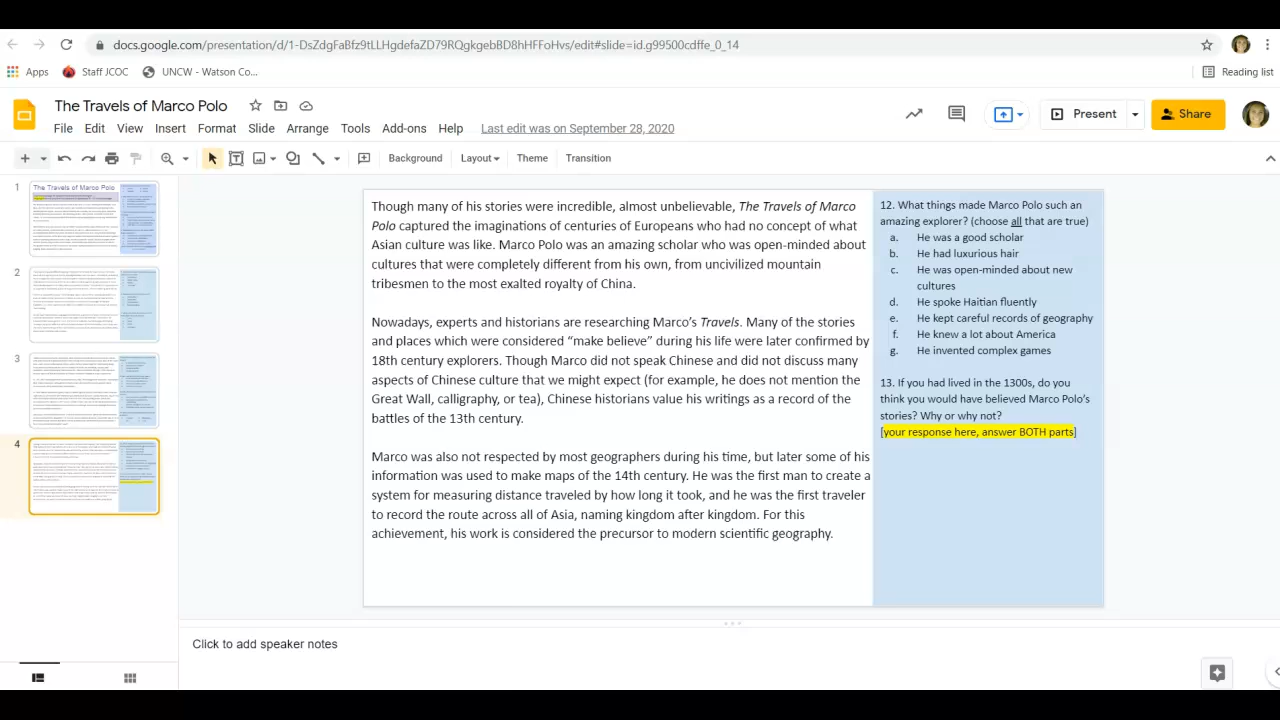 docs.google.com/presentation/d/1-DsZdgFaBfz9tLLHgdefaZD79RQgkgebBD8hHFFoHvs/edit#slide=id.g99500cdffe_0_14
Apps Staff JCOC UNCW - Watson Co... Reading list
The Travels of Marco Polo
File Edit View Insert Format Slide Arrange Tools Add-ons Help Last edit was on September 28, 2020
Present Share
Background Layout Theme Transition
1
The Travels of Marco Polo
2
3
4
Though many of his stories were incredible, almost unbelievable, The Travels of Marco
Polo captured the imaginations of centuries of Europeans who had no concept of what
Asian culture was like. Marco Polo was an amazing scholar who was open-minded about
cultures that were completely different from his own, from uncivilized mountain
tribesmen to the most exalted royalty of China.
Nowadays, experts and historians are researching Marco's Travels. Many of the stories
and places which were considered "make believe" during his life were later confirmed by
18th century explorers. Though Marco did not speak Chinese and did not discuss many
aspects of Chinese culture that we might expect (for example, he does not mention the
Great Wall, calligraphy, or tea), Chinese historians value his writings as a record of the
battles of the 13th century.
Marco was also not respected by most geographers during his time, but later some of his
information was used to make maps of the 14th century. He was the first person to create a
system for measuring distance traveled by how long it took, and he was the first traveler
to record the route across all of Asia, naming kingdom after kingdom. For this
achievement, his work is considered the precursor to modern scientific geography.
12. What things made Marco Polo such an
amazing explorer? (choose all that are true)
a. He was a good scholar
b. He had luxurious hair
c. He was open-minded about new
cultures
d. He spoke Haitian fluently
e. He kept careful records of geography
f. He knew a lot about America
g. He invented complex games
13. If you had lived in the 1300s, do you
think you would have believed Marco Polo's
stories? Why or why not?
[your response here, answer BOTH parts]
Click to add speaker notes